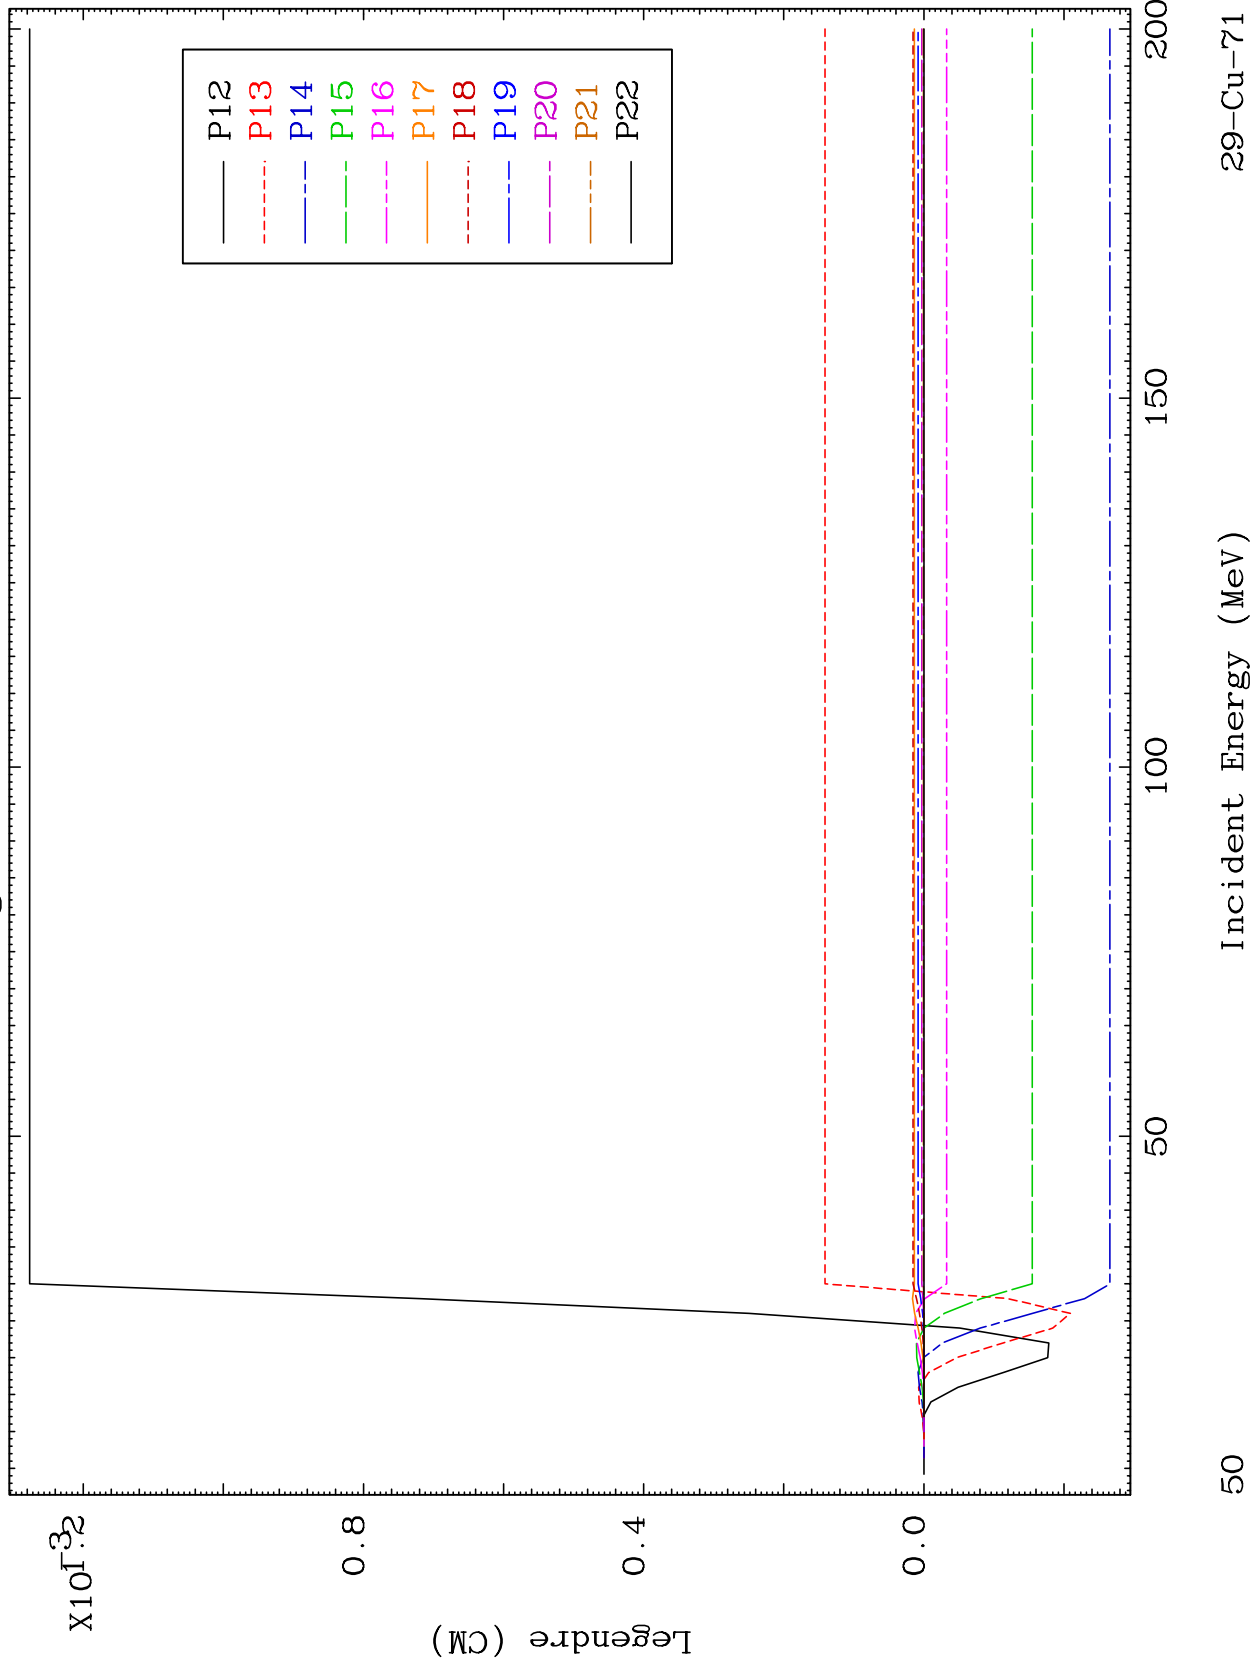 X10-3
1.2
0.8
0.4
0.0
Legendre (CM)
P12
P13
P14
P15
P16
P17
P18
P19
P20
P21
P22
50
100
150
200
Incident Energy (MeV)
50
29-Cu-71